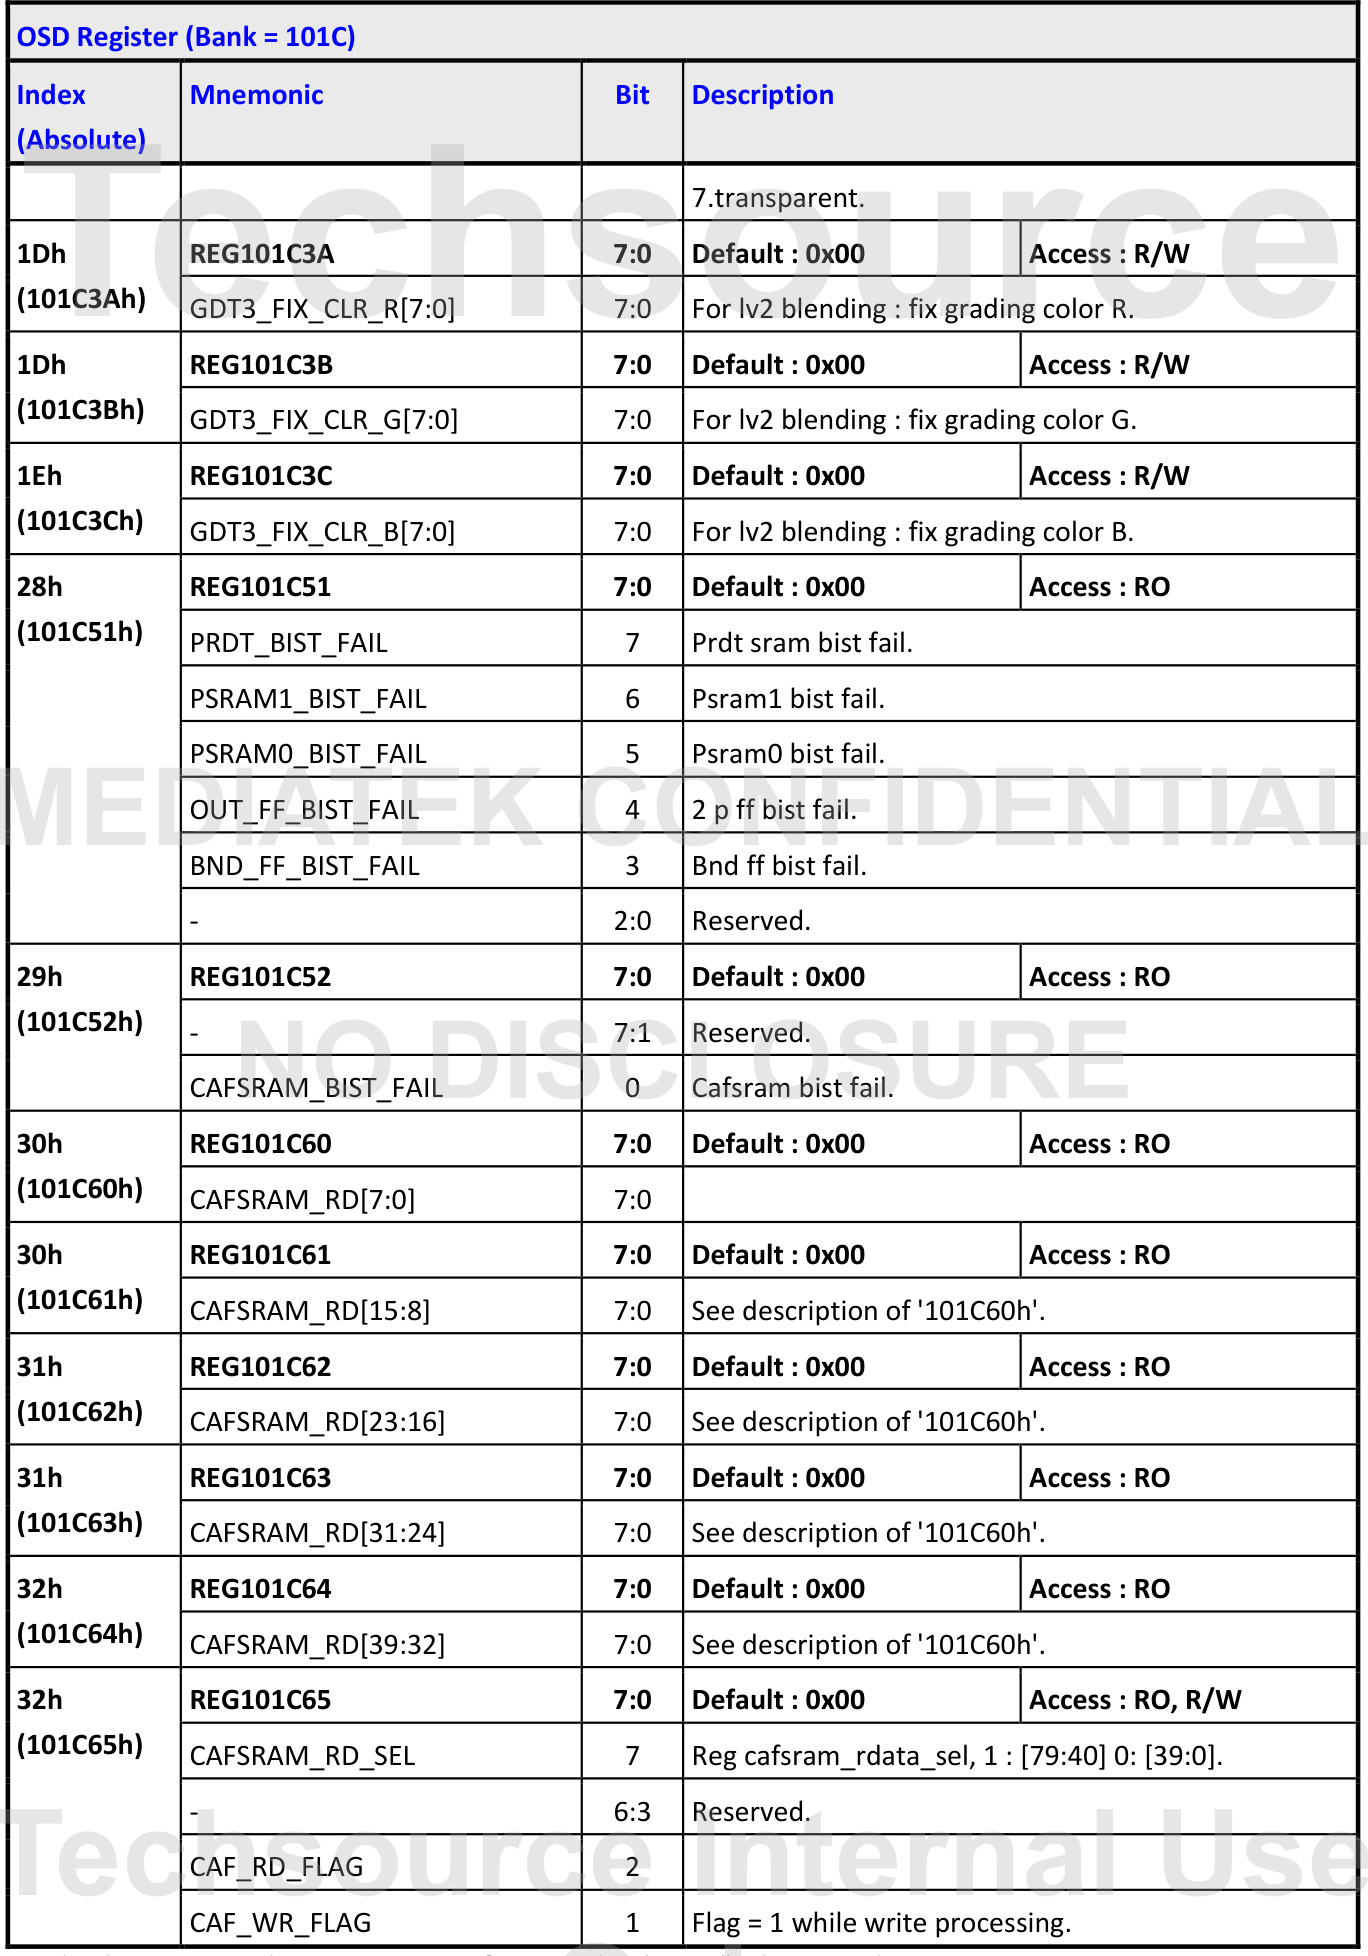 OSD Register (Bank = 101C)
Index (Absolute) Mnemonic Bit Description
7.transparent.
1Dh (101C3Ah) REG101C3A 7:0 Default : 0x00 Access : R/W
GDT3_FIX_CLR_R[7:0] 7:0 For lv2 blending : fix grading color R.
1Dh (101C3Bh) REG101C3B 7:0 Default : 0x00 Access : R/W
GDT3_FIX_CLR_G[7:0] 7:0 For lv2 blending : fix grading color G.
1Eh (101C3Ch) REG101C3C 7:0 Default : 0x00 Access : R/W
GDT3_FIX_CLR_B[7:0] 7:0 For lv2 blending : fix grading color B.
28h (101C51h) REG101C51 7:0 Default : 0x00 Access : RO
PRDT_BIST_FAIL 7 Prdt sram bist fail.
PSRAM1_BIST_FAIL 6 Psram1 bist fail.
PSRAM0_BIST_FAIL 5 Psram0 bist fail.
OUT_FF_BIST_FAIL 4 2 p ff bist fail.
BND_FF_BIST_FAIL 3 Bnd ff bist fail.
- 2:0 Reserved.
29h (101C52h) REG101C52 7:0 Default : 0x00 Access : RO
- 7:1 Reserved.
CAFSRAM_BIST_FAIL 0 Cafsram bist fail.
30h (101C60h) REG101C60 7:0 Default : 0x00 Access : RO
CAFSRAM_RD[7:0] 7:0
30h (101C61h) REG101C61 7:0 Default : 0x00 Access : RO
CAFSRAM_RD[15:8] 7:0 See description of '101C60h'.
31h (101C62h) REG101C62 7:0 Default : 0x00 Access : RO
CAFSRAM_RD[23:16] 7:0 See description of '101C60h'.
31h (101C63h) REG101C63 7:0 Default : 0x00 Access : RO
CAFSRAM_RD[31:24] 7:0 See description of '101C60h'.
32h (101C64h) REG101C64 7:0 Default : 0x00 Access : RO
CAFSRAM_RD[39:32] 7:0 See description of '101C60h'.
32h (101C65h) REG101C65 7:0 Default : 0x00 Access : RO, R/W
CAFSRAM_RD_SEL 7 Reg cafsram_rdata_sel, 1 : [79:40] 0: [39:0].
- 6:3 Reserved.
CAF_RD_FLAG 2
CAF_WR_FLAG 1 Flag = 1 while write processing.
Techsource
MEDIATEK CONFIDENTIAL
NO DISCLOSURE
Techsource Internal Use